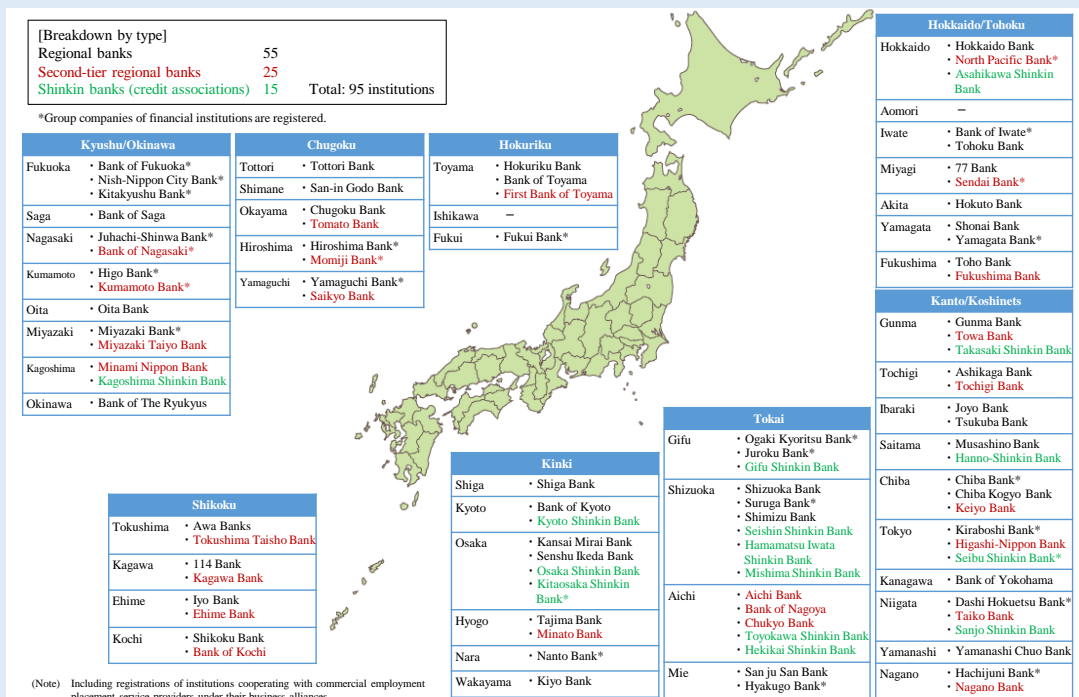 [Breakdown by type]
Regional banks 55
Second-tier regional banks 25
Shinkin banks (credit associations) 15 Total: 95 institutions
*Group companies of financial institutions are registered.
Kyushu/Okinawa
Fukuoka ・Bank of Fukuoka*
・Nish-Nippon City Bank*
・Kitakyushu Bank*
Saga ・Bank of Saga
Nagasaki ・Juhachi-Shinwa Bank*
・Bank of Nagasaki*
Kumamoto ・Higo Bank*
・Kumamoto Bank*
Oita ・Oita Bank
Miyazaki ・Miyazaki Bank*
・Miyazaki Taiyo Bank
Kagoshima ・Minami Nippon Bank
・Kagoshima Shinkin Bank
Okinawa ・Bank of The Ryukyus
Chugoku
Tottori ・Tottori Bank
Shimane ・San-in Godo Bank
Okayama ・Chugoku Bank
・Tomato Bank
Hiroshima ・Hiroshima Bank*
・Momiji Bank*
Yamaguchi ・Yamaguchi Bank*
・Saikyo Bank
Hokuriku
Toyama ・Hokuriku Bank
・Bank of Toyama
・First Bank of Toyama
Ishikawa －
Fukui ・Fukui Bank*
Hokkaido/Tohoku
Hokkaido ・Hokkaido Bank
・North Pacific Bank*
・Asahikawa Shinkin
Bank
Aomori －
Iwate ・Bank of Iwate*
・Tohoku Bank
Miyagi ・77 Bank
・Sendai Bank*
Akita ・Hokuto Bank
Yamagata ・Shonai Bank
・Yamagata Bank*
Fukushima ・Toho Bank
・Fukushima Bank
Kanto/Koshinets
Gunma ・Gunma Bank
・Towa Bank
・Takasaki Shinkin Bank
Tochigi ・Ashikaga Bank
・Tochigi Bank
Ibaraki ・Joyo Bank
・Tsukuba Bank
Saitama ・Musashino Bank
・Hanno-Shinkin Bank
Chiba ・Chiba Bank*
・Chiba Kogyo Bank
・Keiyo Bank
Tokyo ・Kiraboshi Bank*
・Higashi-Nippon Bank
・Seibu Shinkin Bank*
Kanagawa ・Bank of Yokohama
Niigata ・Dashi Hokuetsu Bank*
・Taiko Bank
・Sanjo Shinkin Bank
Yamanashi ・Yamanashi Chuo Bank
Nagano ・Hachijuni Bank*
・Nagano Bank
Tokai
Gifu ・Ogaki Kyoritsu Bank*
・Juroku Bank*
・Gifu Shinkin Bank
Shizuoka ・Shizuoka Bank
・Suruga Bank*
・Shimizu Bank
・Seishin Shinkin Bank
・Hamamatsu Iwata
Shinkin Bank
・Mishima Shinkin Bank
Aichi ・Aichi Bank
・Bank of Nagoya
・Chukyo Bank
・Toyokawa Shinkin Bank
・Hekikai Shinkin Bank
Mie ・San ju San Bank
・Hyakugo Bank*
Kinki
Shiga ・Shiga Bank
Kyoto ・Bank of Kyoto
・Kyoto Shinkin Bank
Osaka ・Kansai Mirai Bank
・Senshu Ikeda Bank
・Osaka Shinkin Bank
・Kitaosaka Shinkin
Bank*
Hyogo ・Tajima Bank
・Minato Bank
Nara ・Nanto Bank*
Wakayama ・Kiyo Bank
Shikoku
Tokushima ・Awa Banks
・Tokushima Taisho Bank
Kagawa ・114 Bank
・Kagawa Bank
Ehime ・Iyo Bank
・Ehime Bank
Kochi ・Shikoku Bank
・Bank of Kochi
(Note) Including registrations of institutions cooperating with commercial employment
placement service providers under their business alliances